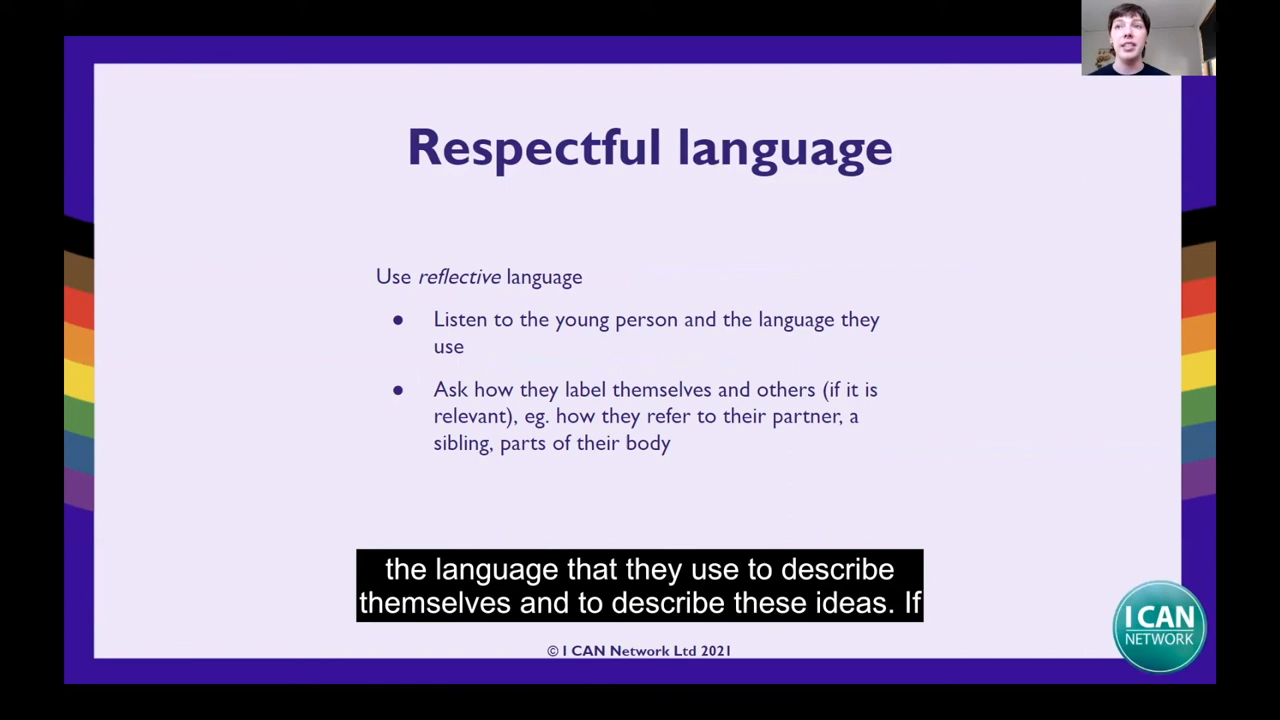 Respectful language
Use reflective language
● Listen to the young person and the language they
use
● Ask how they label themselves and others (if it is
relevant), eg. how they refer to their partner, a
sibling, parts of their body
the language that they use to describe
themselves and to describe these ideas. If
© I CAN Network Ltd 2021
I CAN
NETWORK